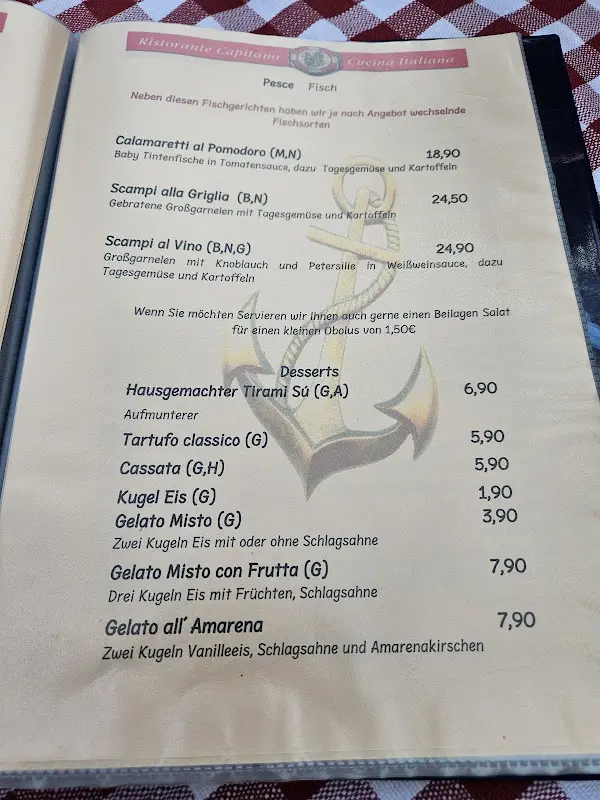 Ristorante Capitano Cucina Italiana
Pesce Fisch
Neben diesen Fischgerichten haben wir je nach Angebot wechselnde
Fischsorten
Calamaretti al Pomodoro (M,N) 18,90
Baby Tintenfische in Tomatensauce, dazu Tagesgemüse und Kartoffeln
Scampi alla Griglia (B,N) 24,50
Gebratene Großgarnelen mit Tagesgemüse und Kartoffeln
Scampi al Vino (B,N,G) 24,90
Großgarnelen mit Knoblauch und Petersilie in Weißweinsauce, dazu
Tagesgemüse und Kartoffeln
Wenn Sie möchten Servieren wir Ihnen auch gerne einen Beilagen Salat
für einen kleinen Obolus von 1,50€
Desserts
Hausgemachter Tirami Sú (G,A) 6,90
Aufmunterer
Tartufo classico (G) 5,90
Cassata (G,H) 5,90
Kugel Eis (G) 1,90
Gelato Misto (G) 3,90
Zwei Kugeln Eis mit oder ohne Schlagsahne
Gelato Misto con Frutta (G) 7,90
Drei Kugeln Eis mit Früchten, Schlagsahne
Gelato all' Amarena 7,90
Zwei Kugeln Vanilleeis, Schlagsahne und Amarenakirschen